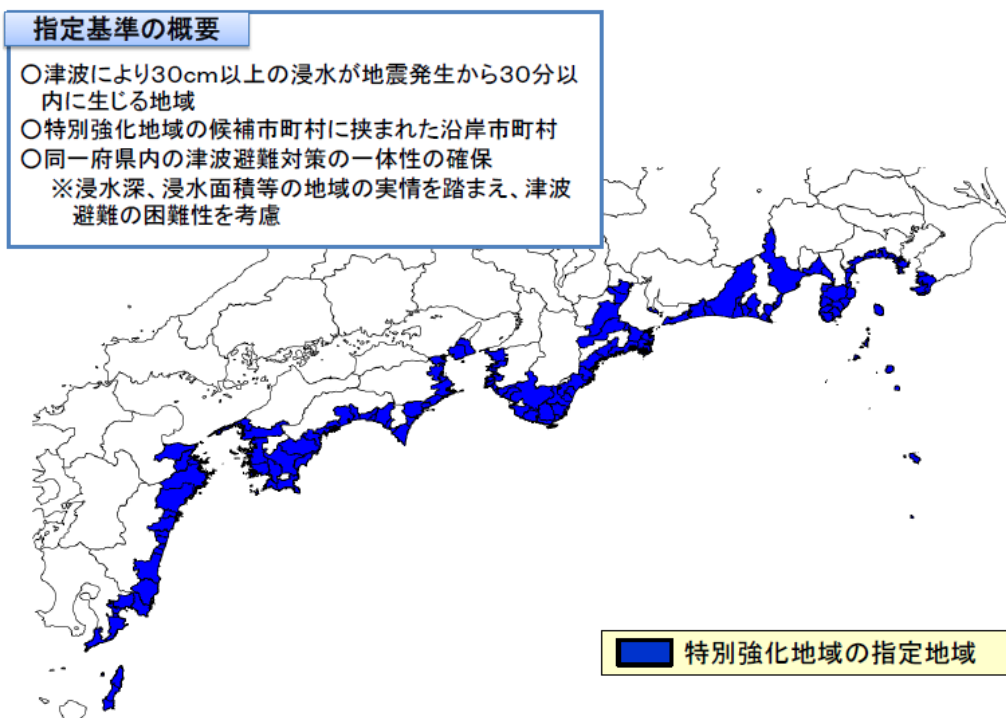 指定基準の概要
○津波により30cm以上の浸水が地震発生から30分以
内に生じる地域
○特別強化地域の候補市町村に挟まれた沿岸市町村
○同一府県内の津波避難対策の一体性の確保
※浸水深、浸水面積等の地域の実情を踏まえ、津波
避難の困難性を考慮
特別強化地域の指定地域